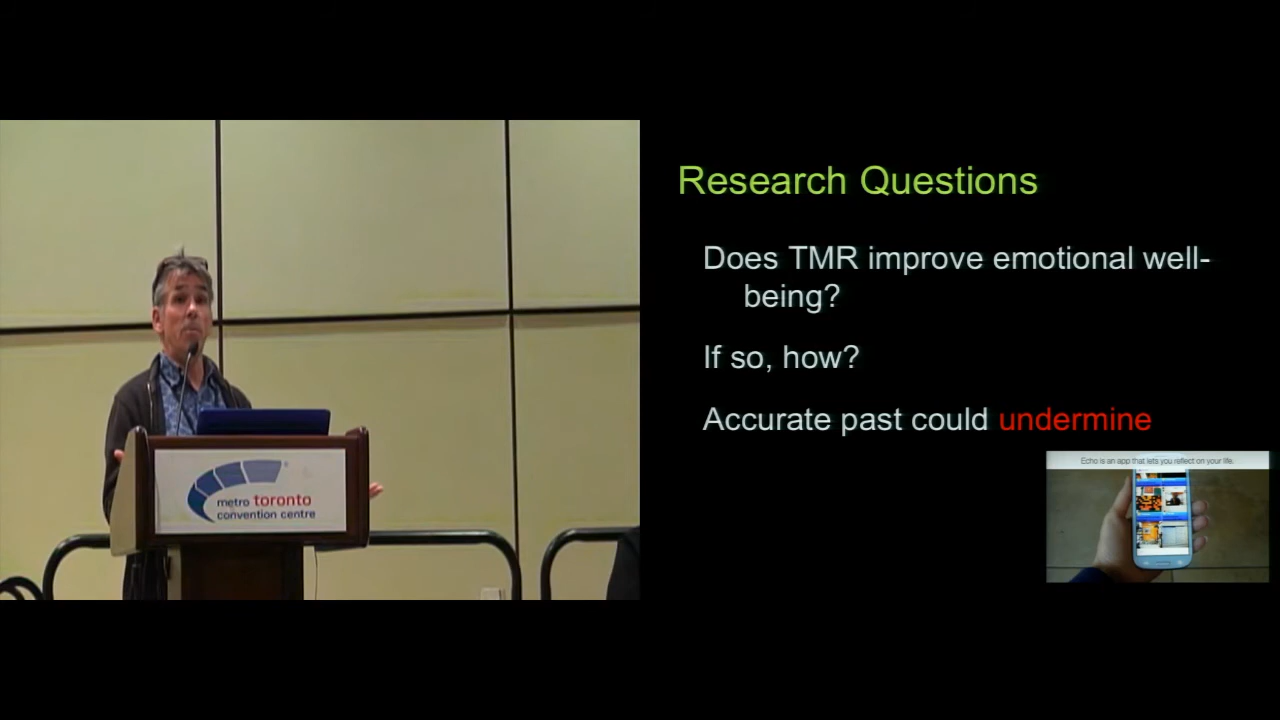 Research Questions
Does TMR improve emotional well-
being?
If so, how?
Accurate past could undermine
Echo is an app that lets you reflect on your life.
metro toronto
convention centre